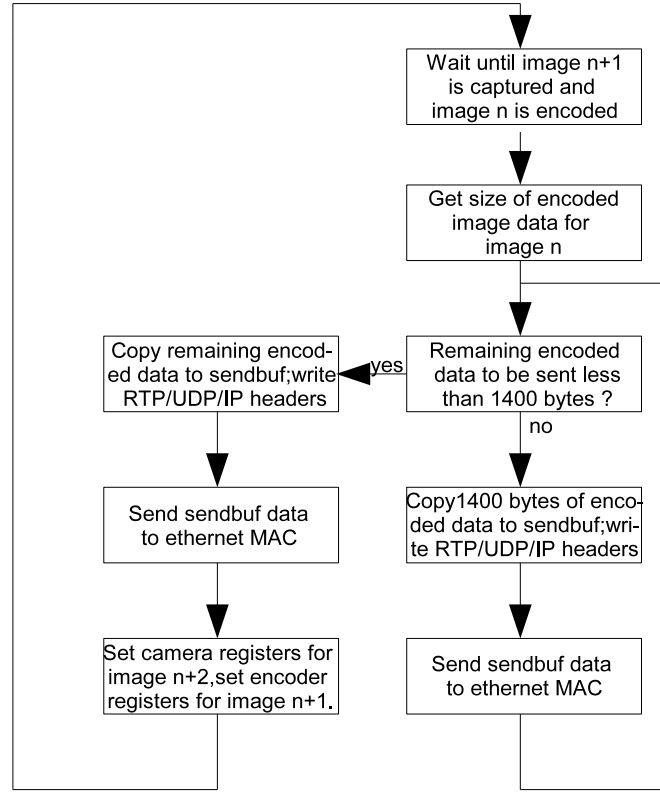 Wait until image n+1
is captured and
image n is encoded
Get size of encoded
image data for
image n
Remaining encoded
data to be sent less
than 1400 bytes ?
yes
no
Copy remaining encod-
ed data to sendbuf;write
RTP/UDP/IP headers
Send sendbuf data
to ethernet MAC
Set camera registers for
image n+2,set encoder
registers for image n+1.
Copy1400 bytes of enco-
ded data to sendbuf;wri-
te RTP/UDP/IP headers
Send sendbuf data
to ethernet MAC